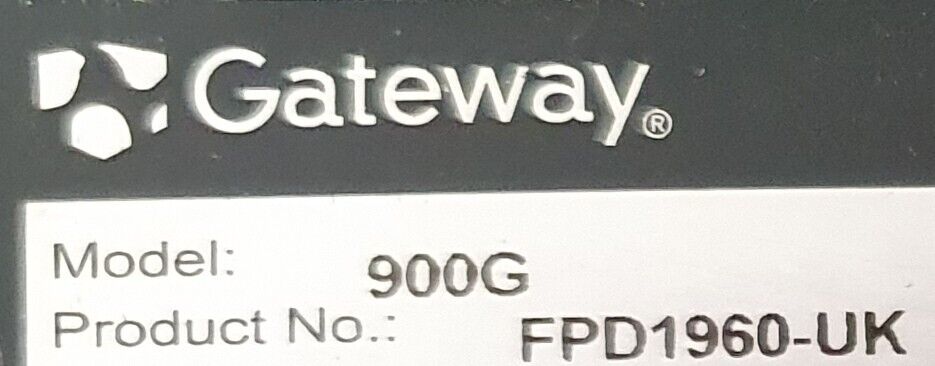 Gateway®
Model: 900G
Product No.: FPD1960-UK